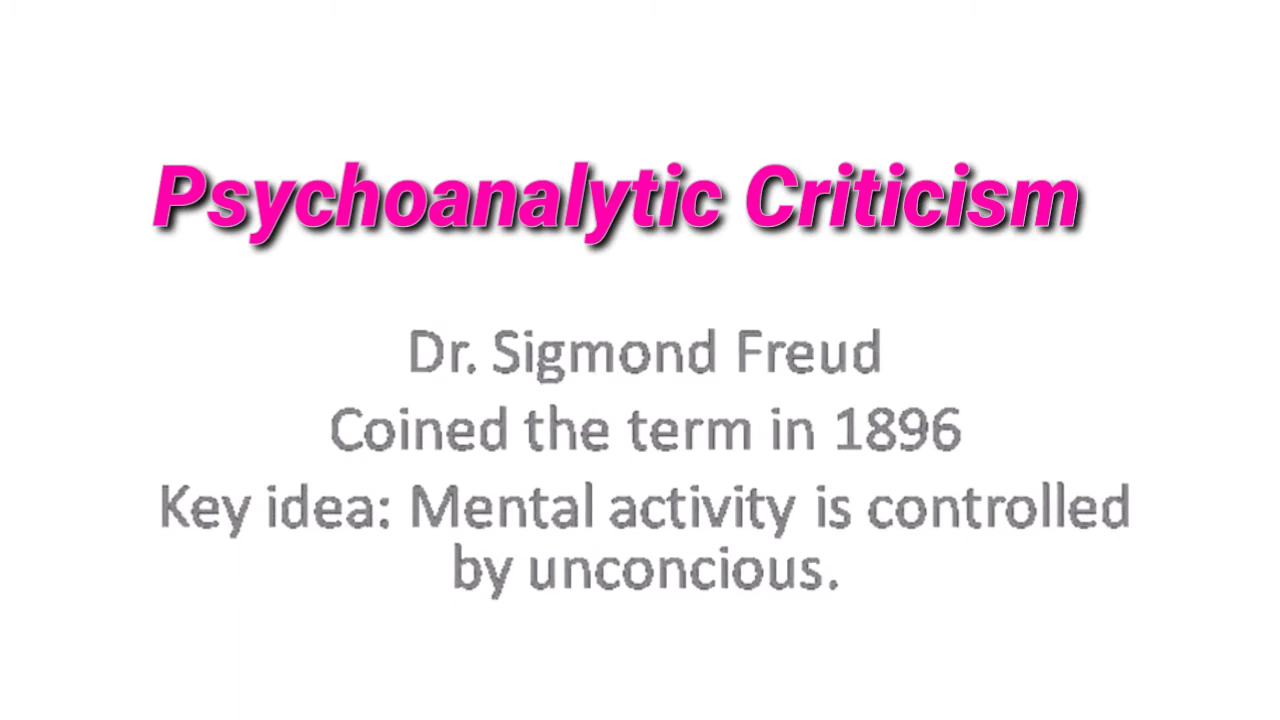 Psychoanalytic Criticism
Dr. Sigmond Freud
Coined the term in 1896
Key idea: Mental activity is controlled
by unconcious.